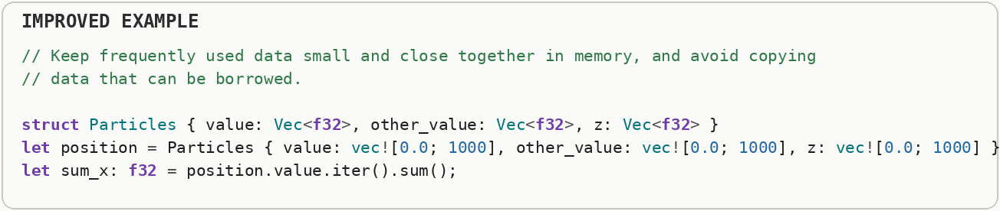 IMPROVED EXAMPLE
// Keep frequently used data small and close together in memory, and avoid copying
// data that can be borrowed.
struct Particles { value: Vec<f32>, other_value: Vec<f32>, z: Vec<f32> }
let position = Particles { value: vec![0.0; 1000], other_value: vec![0.0; 1000], z: vec![0.0; 1000] }
let sum_x: f32 = position.value.iter().sum();